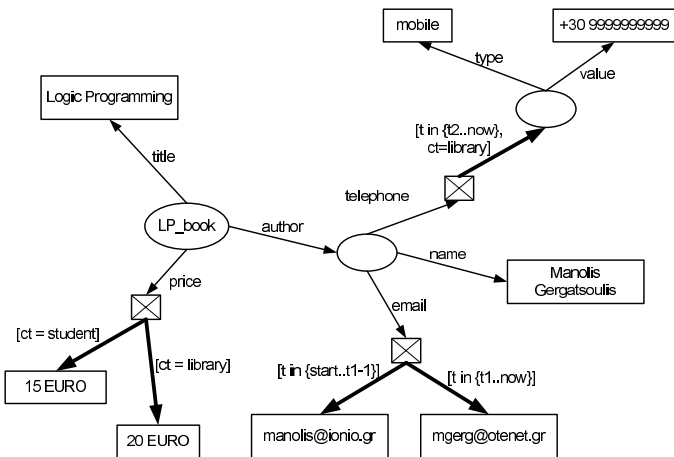 mobile
+30 9999999999
type
value
Logic Programming
[t in {t2..now},
ct=library]
title
telephone
LP_book
author
name
Manolis
Gergatsoulis
price
email
[ct = student]
[t in {start..t1-1}]
[t in {t1..now}]
[ct = library]
15 EURO
20 EURO
manolis@ionio.gr
mgerg@otenet.gr